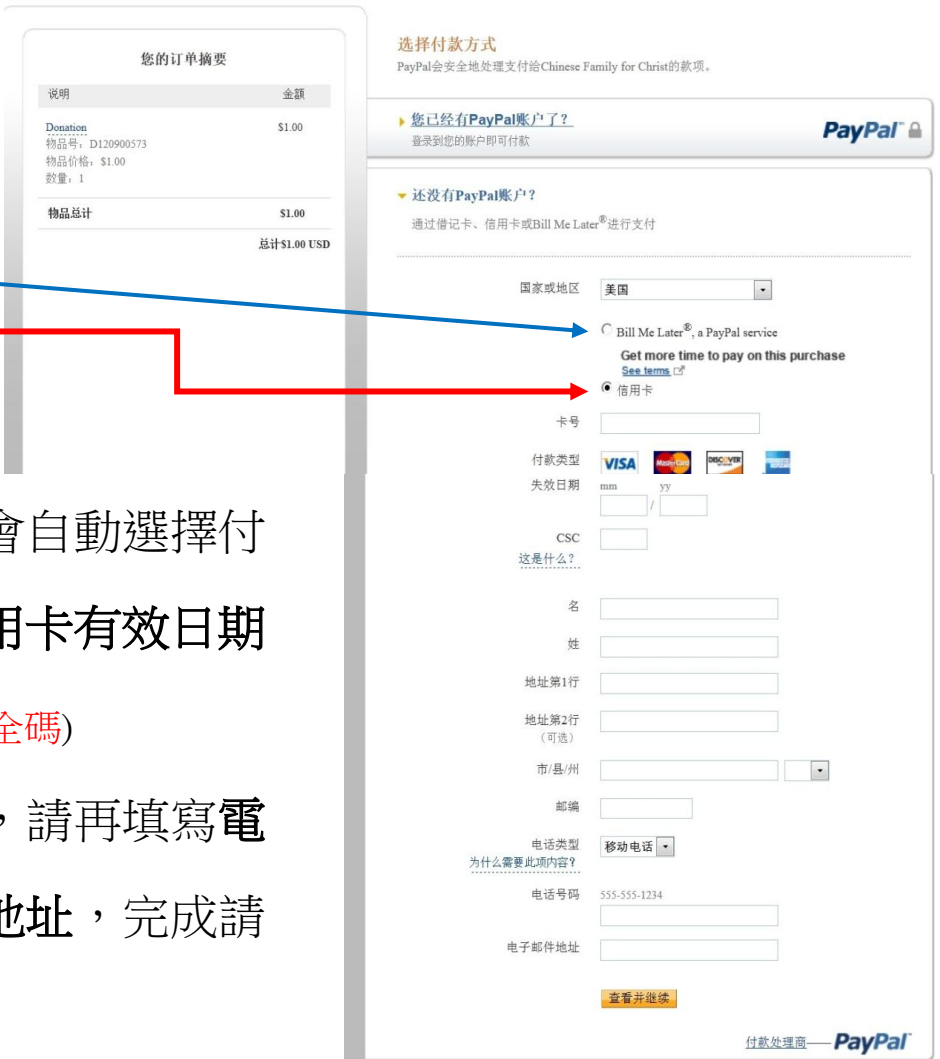 您的订单摘要
说明 金额
Donation $1.00
物品号：D120900573
物品价格：$1.00
数量：1
物品总计 $1.00
总计$1.00 USD
选择付款方式
PayPal会安全地处理支付给Chinese Family for Christ的款项。
您已经有PayPal账户了？
登录到您的账户即可付款
PayPal™
还没有PayPal账户？
通过借记卡、信用卡或Bill Me Later®进行支付
国家或地区 美国
Bill Me Later®, a PayPal service
Get more time to pay on this purchase
See terms
信用卡
卡号
付款类型 VISA MasterCard DISCOVER
失效日期 mm yy
/
CSC
这是什么？
名
姓
地址第1行
地址第2行
（可选）
市/县/州
邮编
电话类型 移动电话
为什么需要此项内容？
电话号码 555-555-1234
电子邮件地址
查看并继续
付款处理商—— PayPal™
會自動選擇付
用卡有效日期
全碼)
，請再填寫電
地址，完成請